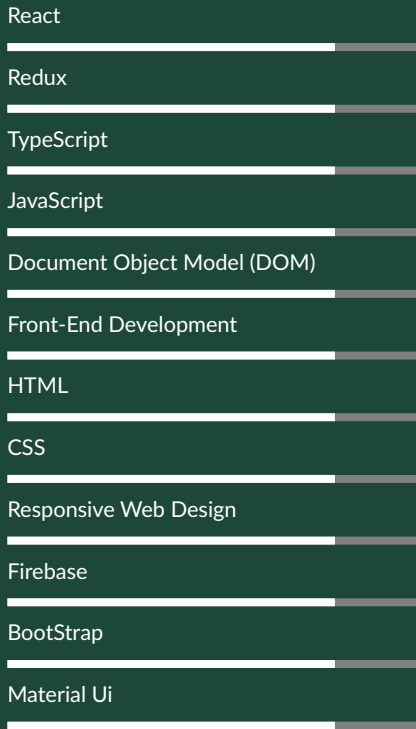 React
Redux
TypeScript
JavaScript
Document Object Model (DOM)
Front-End Development
HTML
CSS
Responsive Web Design
Firebase
BootStrap
Material Ui